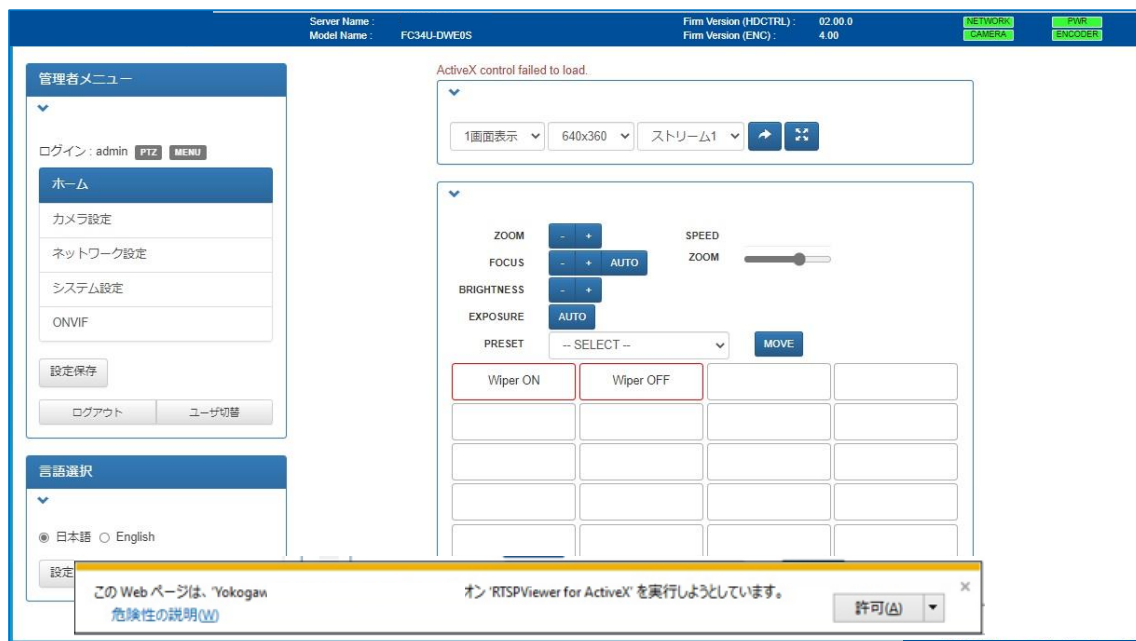 Server Name :
Model Name : FC34U-DWE0S
Firm Version (HDCTRL) : 02.00.0
Firm Version (ENC) : 4.00
NETWORK PWR
CAMERA ENCODER
管理者メニュー
ログイン : admin PTZ MENU
ホーム
カメラ設定
ネットワーク設定
システム設定
ONVIF
設定保存
ログアウト ユーザ切替
言語選択
日本語 English
設定
ActiveX control failed to load.
1画面表示 640x360 ストリーム1
ZOOM - + SPEED
FOCUS - + AUTO ZOOM
BRIGHTNESS - +
EXPOSURE AUTO
PRESET -- SELECT -- MOVE
Wiper ON Wiper OFF
この Web ページは、'Yokogaw オン 'RTSPViewer for ActiveX' を実行しようとしています。
危険性の説明(W)
許可(A)